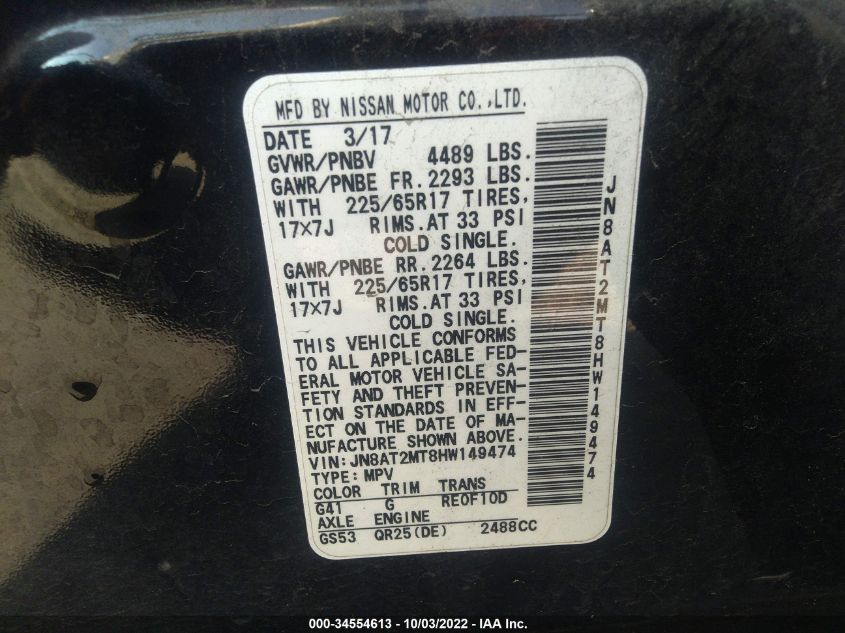 MFD BY NISSAN MOTOR CO.,LTD.
DATE 3/17
GVWR/PNBV 4489 LBS.
GAWR/PNBE FR. 2293 LBS.
WITH 225/65R17 TIRES,
17×7J RIMS. AT 33 PSI
COLD SINGLE.
GAWR/PNBE RR. 2264 LBS.
WITH 225/65R17 TIRES,
17×7J RIMS. AT 33 PSI
COLD SINGLE.
THIS VEHICLE CONFORMS
TO ALL APPLICABLE FED-
ERAL MOTOR VEHICLE SA-
FETY AND THEFT PREVEN-
TION STANDARDS IN EFF-
ECT ON THE DATE OF MA-
NUFACTURE SHOWN ABOVE.
VIN: JN8AT2MT8HW149474
TYPE: MPV
COLOR TRIM TRANS
G41 G RE0F10D
AXLE ENGINE
GS53 QR25(DE) 2488CC
JN8AT2MT8HW149474
000-34554613 - 10/03/2022 - IAA Inc.